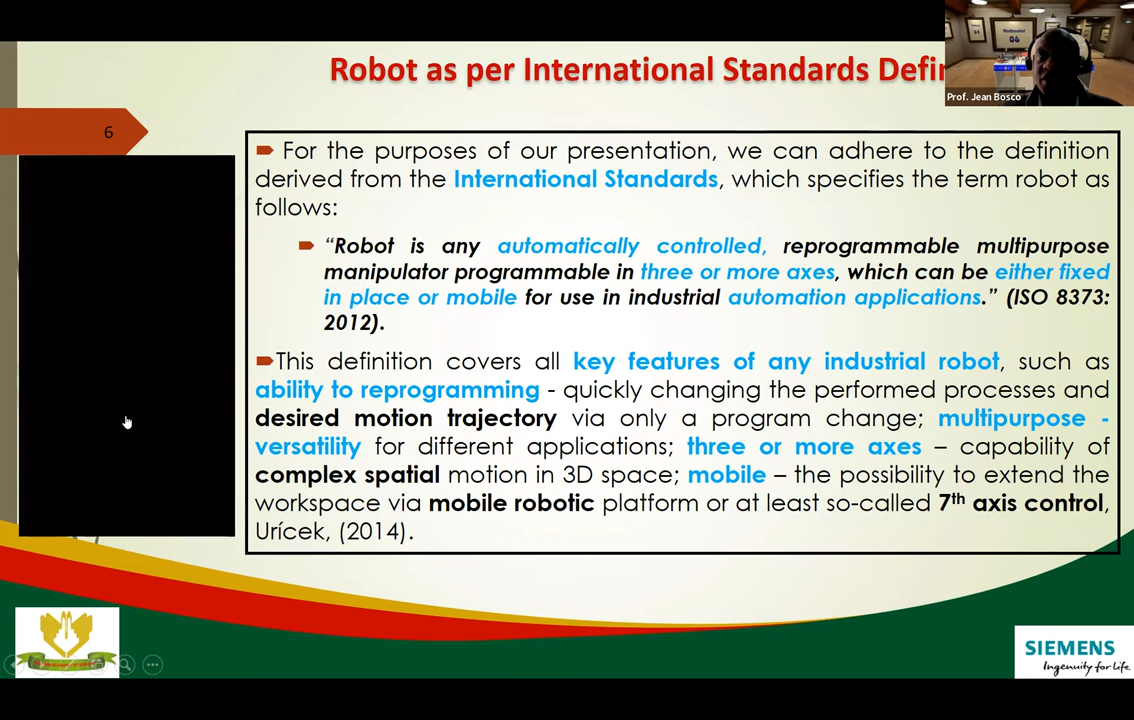 Robot as per International Standards Defin
Prof. Jean Bosco
6
For the purposes of our presentation, we can adhere to the definition
derived from the International Standards, which specifies the term robot as
follows:
“Robot is any automatically controlled, reprogrammable multipurpose
manipulator programmable in three or more axes, which can be either fixed
in place or mobile for use in industrial automation applications.” (ISO 8373:
2012).
This definition covers all key features of any industrial robot, such as
ability to reprogramming - quickly changing the performed processes and
desired motion trajectory via only a program change; multipurpose -
versatility for different applications; three or more axes – capability of
complex spatial motion in 3D space; mobile – the possibility to extend the
workspace via mobile robotic platform or at least so-called 7th axis control,
Urícek, (2014).
SIEMENS
Ingenuity for life